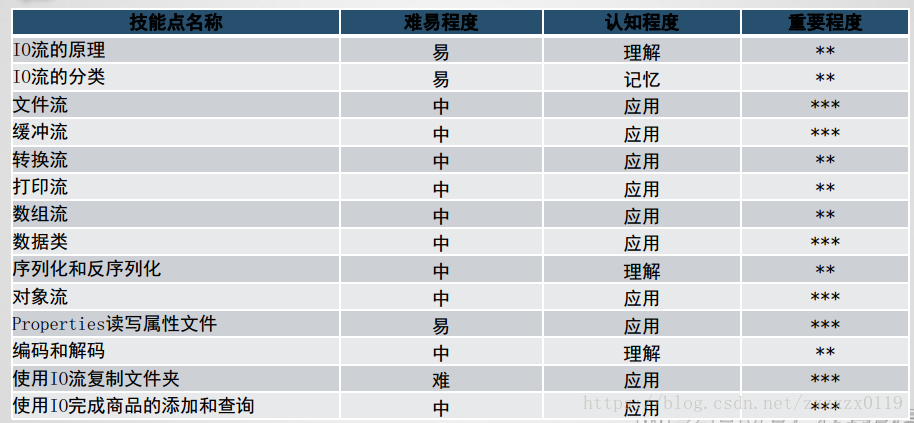 技能点名称 难易程度 认知程度 重要程度
IO流的原理 易 理解 **
IO流的分类 易 记忆 **
文件流 中 应用 ***
缓冲流 中 应用 ***
转换流 中 应用 **
打印流 中 应用 **
数组流 中 应用 **
数据类 中 应用 ***
序列化和反序列化 中 理解 **
对象流 中 应用 ***
Properties读写属性文件 易 应用 ***
编码和解码 中 理解 **
使用IO流复制文件夹 难 应用 ***
使用IO完成商品的添加和查询 中 应用 ***